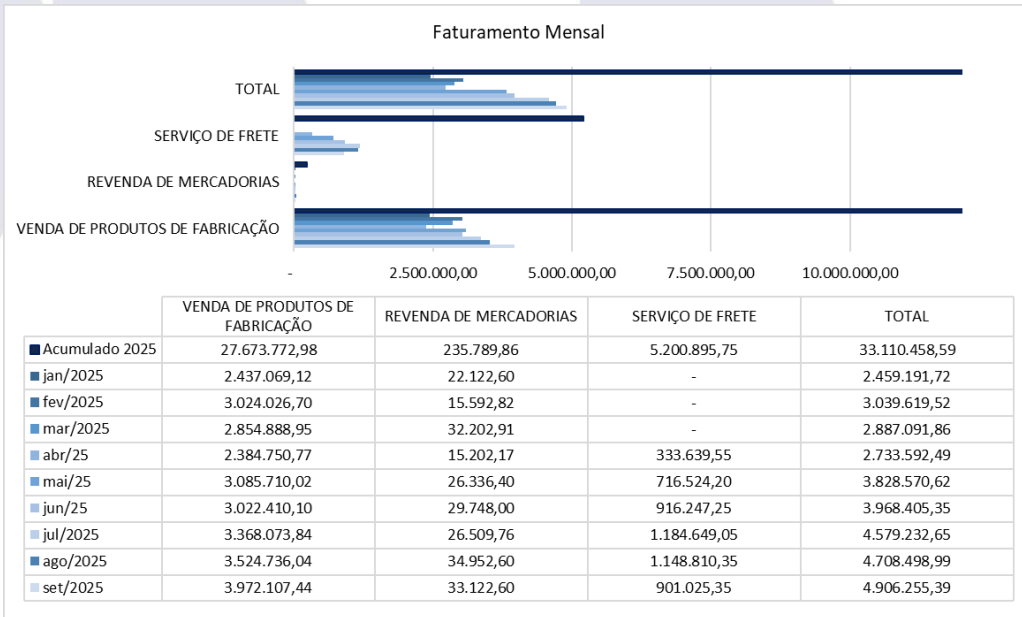 Faturamento Mensal
TOTAL
SERVIÇO DE FRETE
REVENDA DE MERCADORIAS
VENDA DE PRODUTOS DE FABRICAÇÃO
- 2.500.000,00 5.000.000,00 7.500.000,00 10.000.000,00
VENDA DE PRODUTOS DE
FABRICAÇÃO
REVENDA DE MERCADORIAS SERVIÇO DE FRETE TOTAL
Acumulado 2025 27.673.772,98 235.789,86 5.200.895,75 33.110.458,59
jan/2025 2.437.069,12 22.122,60 - 2.459.191,72
fev/2025 3.024.026,70 15.592,82 - 3.039.619,52
mar/2025 2.854.888,95 32.202,91 - 2.887.091,86
abr/25 2.384.750,77 15.202,17 333.639,55 2.733.592,49
mai/25 3.085.710,02 26.336,40 716.524,20 3.828.570,62
jun/25 3.022.410,10 29.748,00 916.247,25 3.968.405,35
jul/2025 3.368.073,84 26.509,76 1.184.649,05 4.579.232,65
ago/2025 3.524.736,04 34.952,60 1.148.810,35 4.708.498,99
set/2025 3.972.107,44 33.122,60 901.025,35 4.906.255,39